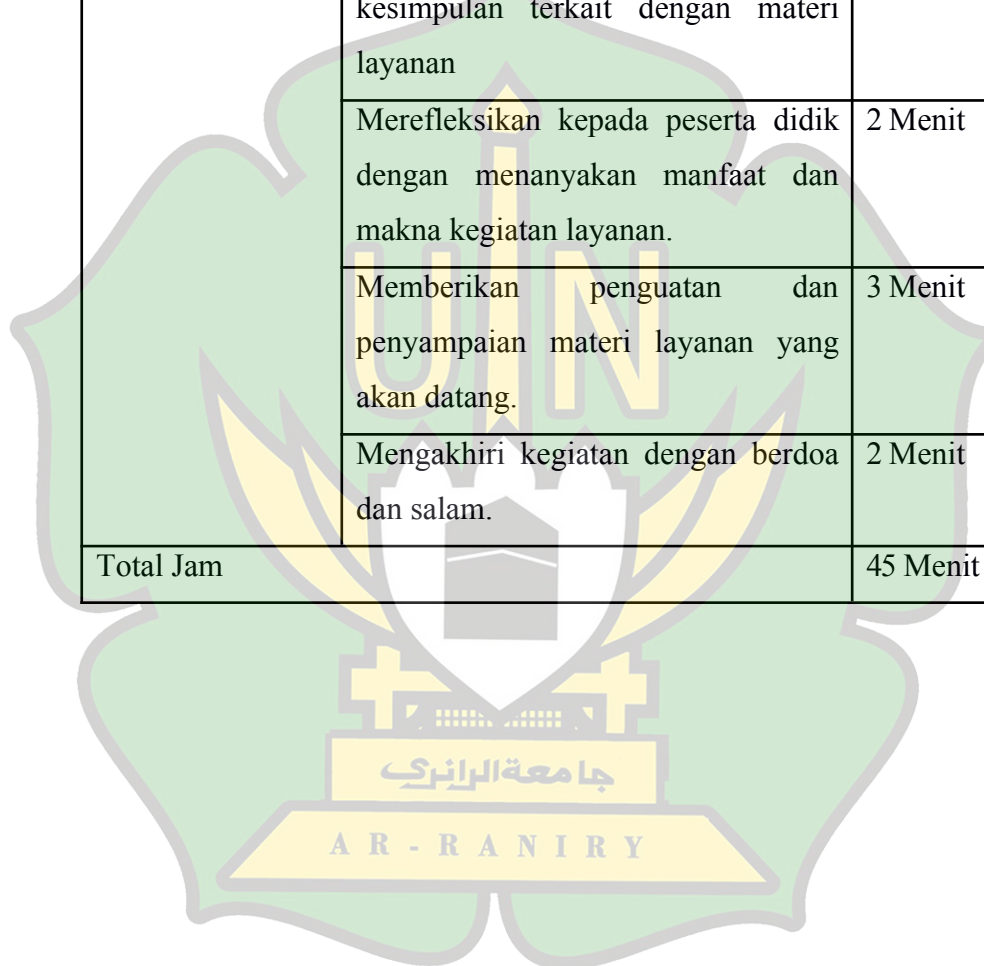 kesimpulan terkait dengan materi
layanan
Merefleksikan kepada peserta didik
2 Menit
dengan menanyakan manfaat dan
makna kegiatan layanan.
Memberikan penguatan dan
3 Menit
penyampaian materi layanan yang
akan datang.
Mengakhiri kegiatan dengan berdoa
2 Menit
dan salam.
Total Jam
45 Menit
UIN
جامعةالرانري
AR-RANIRY